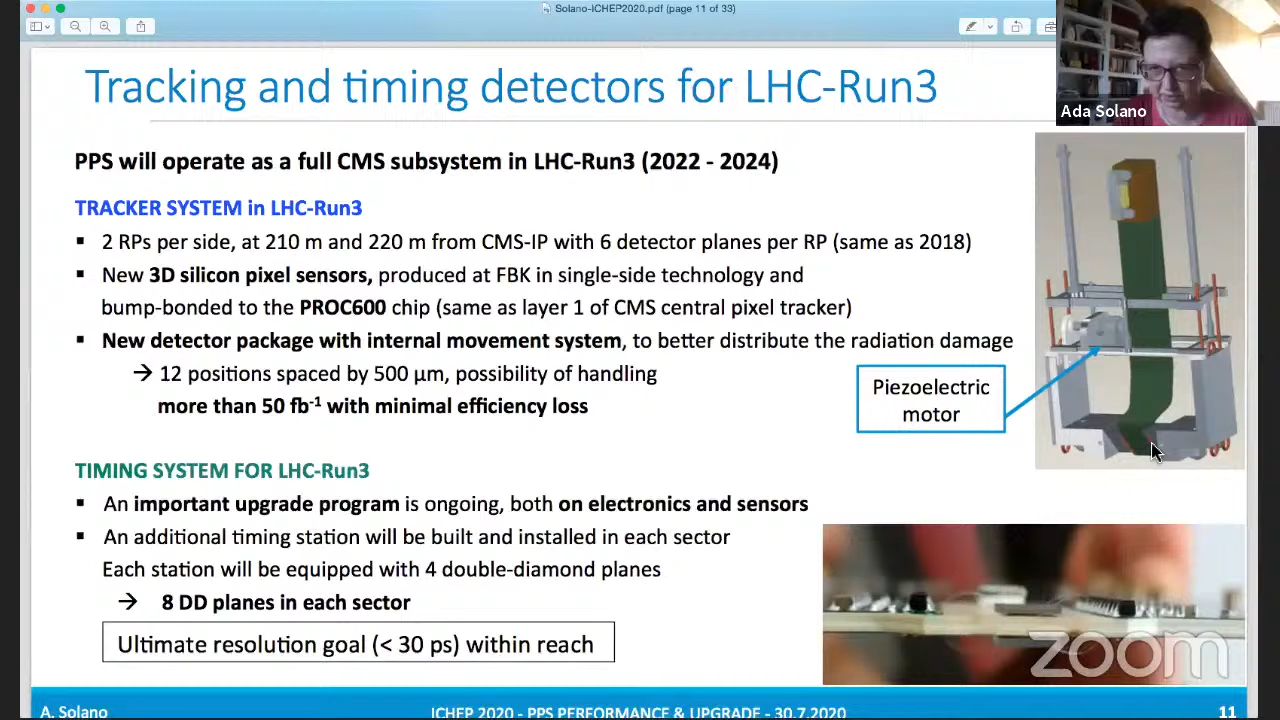 Solano-ICHEP2020.pdf (page 11 of 33)
Tracking and timing detectors for LHC-Run3
Ada Solano
PPS will operate as a full CMS subsystem in LHC-Run3 (2022 - 2024)
TRACKER SYSTEM in LHC-Run3
▪ 2 RPs per side, at 210 m and 220 m from CMS-IP with 6 detector planes per RP (same as 2018)
▪ New 3D silicon pixel sensors, produced at FBK in single-side technology and
bump-bonded to the PROC600 chip (same as layer 1 of CMS central pixel tracker)
▪ New detector package with internal movement system, to better distribute the radiation damage
→ 12 positions spaced by 500 µm, possibility of handling
more than 50 fb⁻¹ with minimal efficiency loss
Piezoelectric
motor
TIMING SYSTEM FOR LHC-Run3
▪ An important upgrade program is ongoing, both on electronics and sensors
▪ An additional timing station will be built and installed in each sector
Each station will be equipped with 4 double-diamond planes
→ 8 DD planes in each sector
Ultimate resolution goal (< 30 ps) within reach
zoom
A. Solano
ICHEP 2020 - PPS PERFORMANCE & UPGRADE - 30.7.2020
11